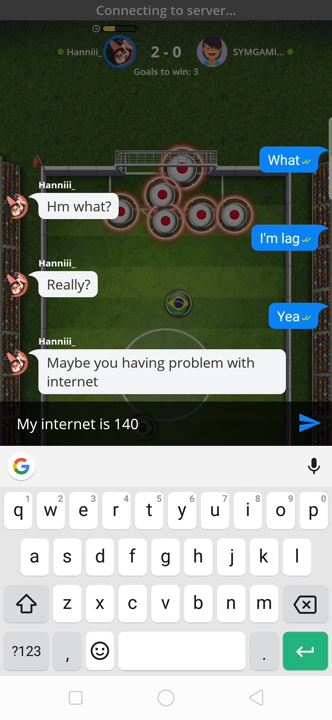 Connecting to server...
Hanniii_
2 - 0
SYMGAMI...
Goals to win: 3
What
Hanniii_
Hm what?
I'm lag
Hanniii_
Really?
Yea
Hanniii_
Maybe you having problem with
internet
My internet is 140
G
1 2 3 4 5 6 7 8 9 0
q w e r t y u i o p
a s d f g h j k l
z x c v b n m
?123 , .